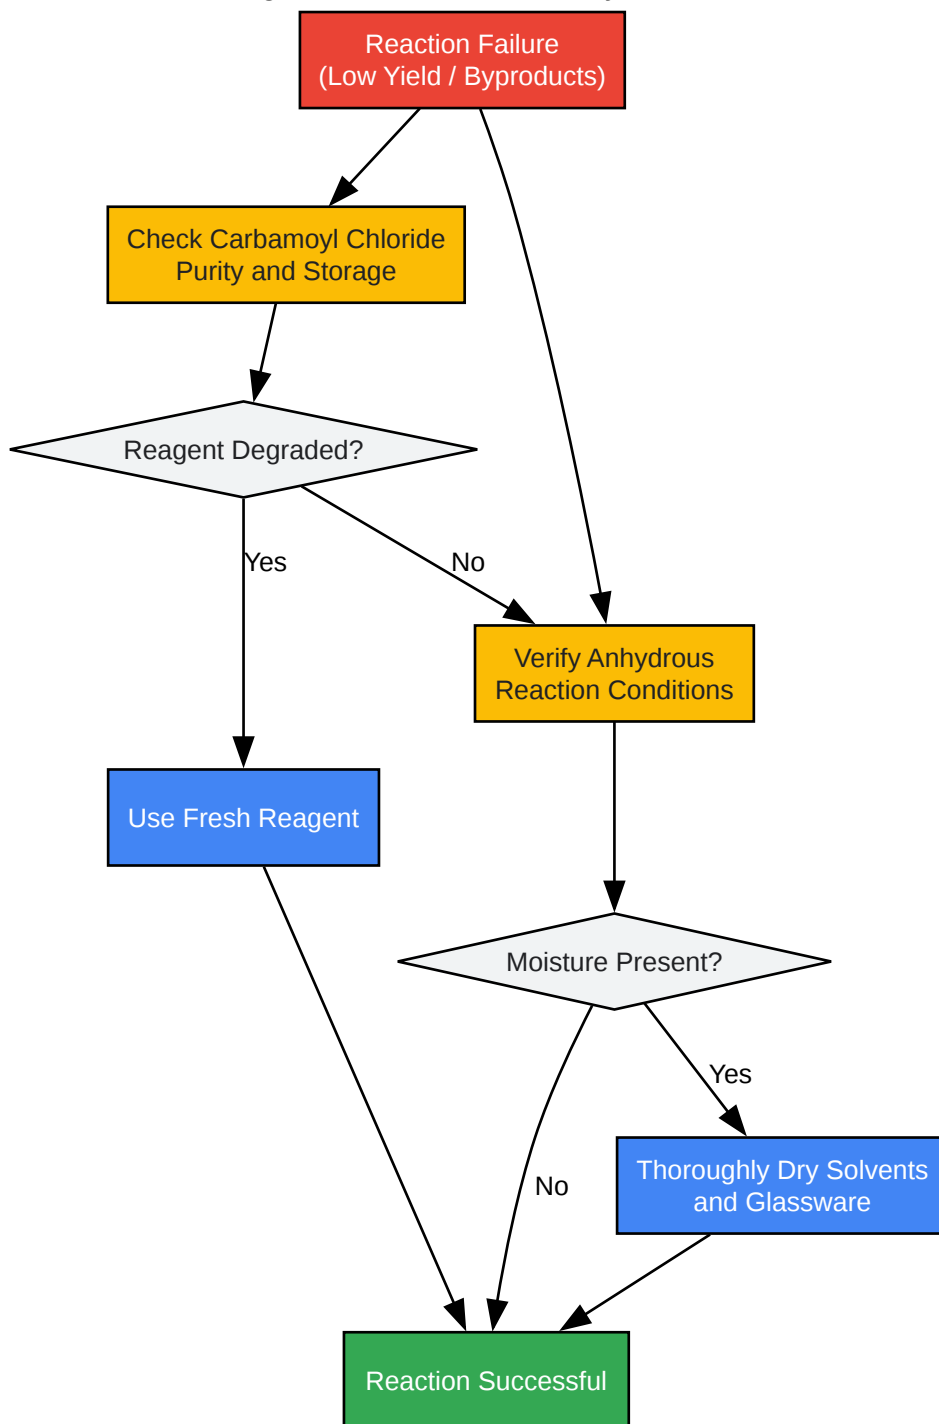 Reaction Failure
(Low Yield / Byproducts)
Check Carbamoyl Chloride
Purity and Storage
Reagent Degraded?
Yes
No
Verify Anhydrous
Reaction Conditions
Use Fresh Reagent
Moisture Present?
Yes
No
Thoroughly Dry Solvents
and Glassware
Reaction Successful